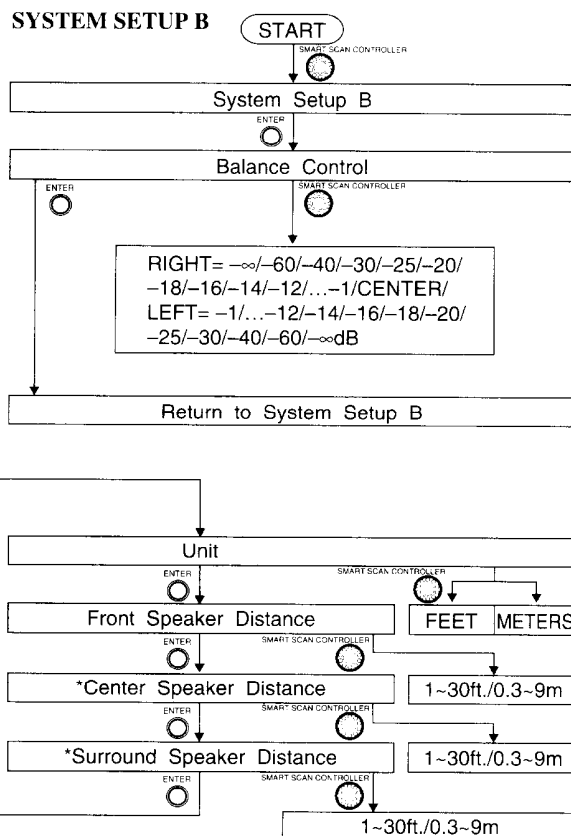 SYSTEM SETUP B
START
SMART SCAN CONTROLLER
System Setup B
ENTER
Balance Control
ENTER
SMART SCAN CONTROLLER
RIGHT= –∞/–60/–40/–30/–25/–20/
–18/–16/–14/–12/...–1/CENTER/
LEFT= –1/...–12/–14/–16/–18/–20/
–25/–30/–40/–60/–∞dB
Return to System Setup B
Unit
ENTER
SMART SCAN CONTROLLER
Front Speaker Distance
FEET
METERS
ENTER
SMART SCAN CONTROLLER
*Center Speaker Distance
1~30ft./0.3~9m
ENTER
SMART SCAN CONTROLLER
*Surround Speaker Distance
1~30ft./0.3~9m
ENTER
SMART SCAN CONTROLLER
1~30ft./0.3~9m